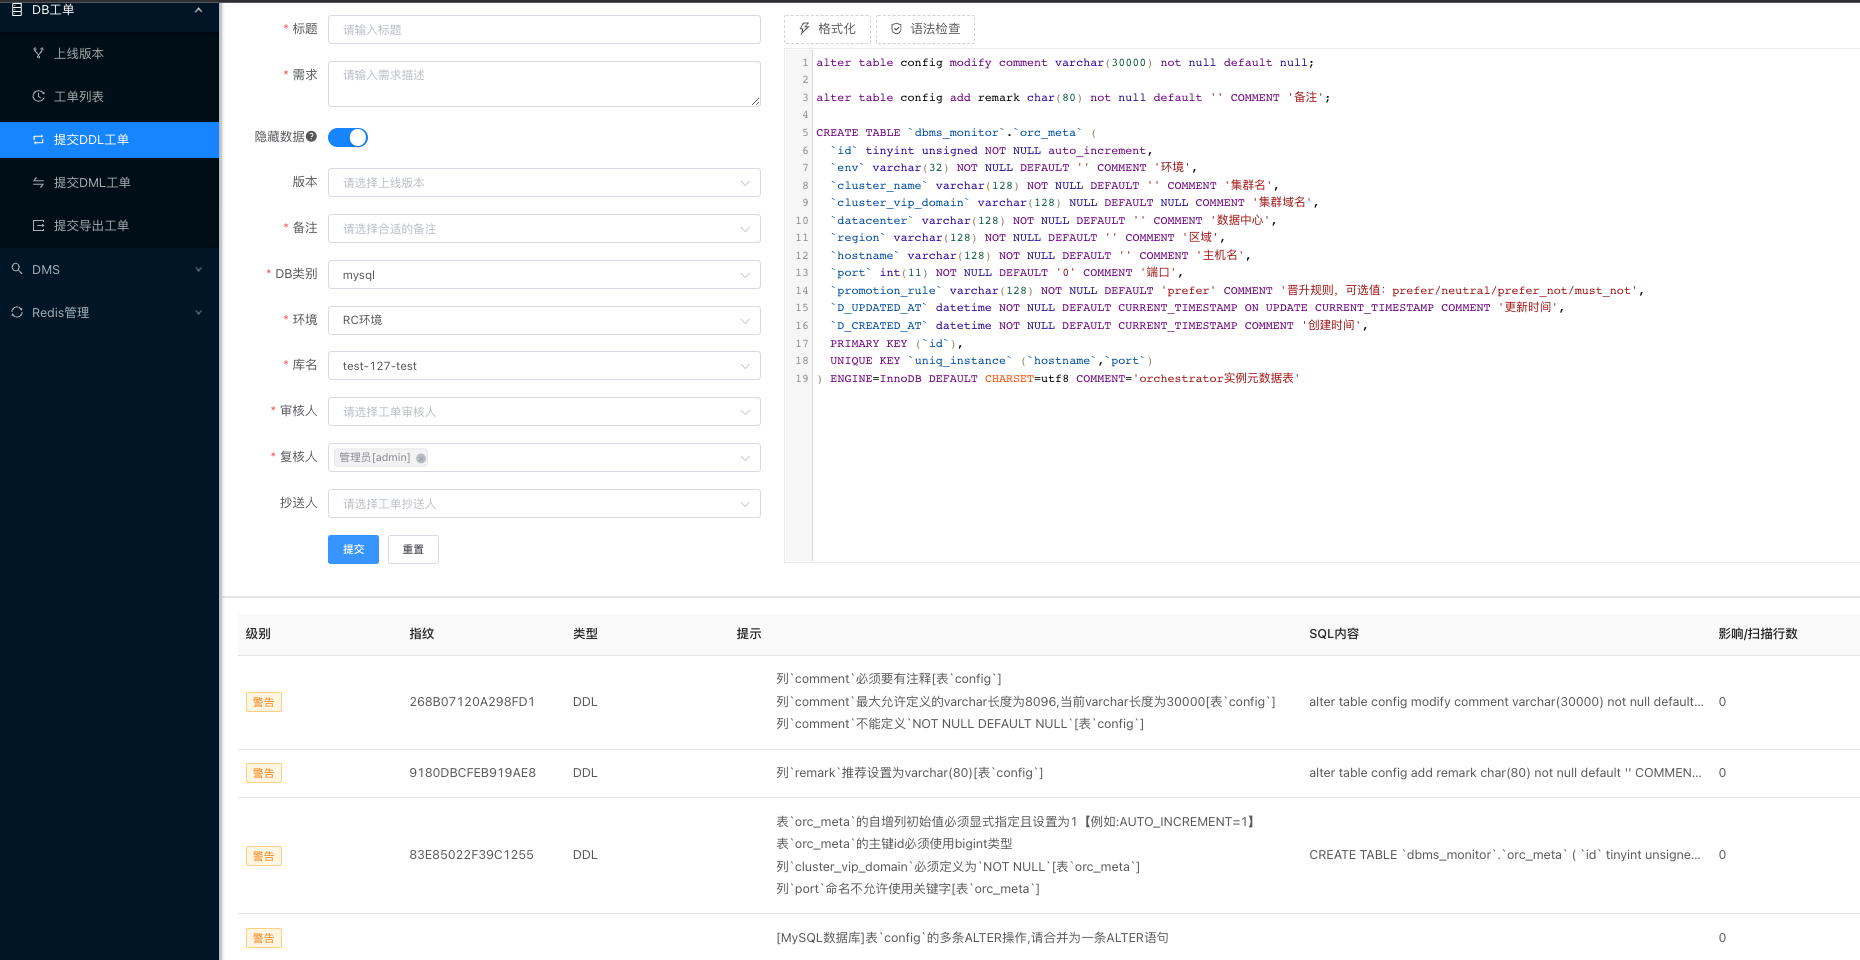 DB工单
上线版本
工单列表
提交DDL工单
提交DML工单
提交导出工单
DMS
Redis管理
* 标题
请输入标题
* 需求
请输入需求描述
隐藏数据
版本
请选择上线版本
* 备注
请选择合适的备注
* DB类别
mysql
* 环境
RC环境
* 库名
test-127-test
* 审核人
请选择工单审核人
* 复核人
管理员[admin]
抄送人
请选择工单抄送人
提交
重置
格式化
语法检查
1 alter table config modify comment varchar(30000) not null default null;
2
3 alter table config add remark char(80) not null default '' COMMENT '备注';
4
5 CREATE TABLE `dbms_monitor`.`orc_meta` (
6 `id` tinyint unsigned NOT NULL auto_increment,
7 `env` varchar(32) NOT NULL DEFAULT '' COMMENT '环境',
8 `cluster_name` varchar(128) NOT NULL DEFAULT '' COMMENT '集群名',
9 `cluster_vip_domain` varchar(128) NULL DEFAULT NULL COMMENT '集群域名',
10 `datacenter` varchar(128) NOT NULL DEFAULT '' COMMENT '数据中心',
11 `region` varchar(128) NOT NULL DEFAULT '' COMMENT '区域',
12 `hostname` varchar(128) NOT NULL DEFAULT '' COMMENT '主机名',
13 `port` int(11) NOT NULL DEFAULT '0' COMMENT '端口',
14 `promotion_rule` varchar(128) NOT NULL DEFAULT 'prefer' COMMENT '晋升规则，可选值：prefer/neutral/prefer_not/must_not',
15 `D_UPDATED_AT` datetime NOT NULL DEFAULT CURRENT_TIMESTAMP ON UPDATE CURRENT_TIMESTAMP COMMENT '更新时间',
16 `D_CREATED_AT` datetime NOT NULL DEFAULT CURRENT_TIMESTAMP COMMENT '创建时间',
17 PRIMARY KEY (`id`),
18 UNIQUE KEY `uniq_instance` (`hostname`,`port`)
19 ) ENGINE=InnoDB DEFAULT CHARSET=utf8 COMMENT='orchestrator实例元数据表'
级别 指纹 类型 提示 SQL内容 影响/扫描行数
列`comment`必须要有注释[表`config`]
警告 268B07120A298FD1 DDL 列`comment`最大允许定义的varchar长度为8096,当前varchar长度为30000[表`config`] alter table config modify comment varchar(30000) not null default... 0
列`comment`不能定义`NOT NULL DEFAULT NULL`[表`config`]
警告 9180DBCFEB919AE8 DDL 列`remark`推荐设置为varchar(80)[表`config`] alter table config add remark char(80) not null default '' COMMEN... 0
表`orc_meta`的自增列初始值必须显式指定且设置为1【例如:AUTO_INCREMENT=1】
表`orc_meta`的主键id必须使用bigint类型
警告 83E85022F39C1255 DDL CREATE TABLE `dbms_monitor`.`orc_meta` ( `id` tinyint unsigne... 0
列`cluster_vip_domain`必须定义为`NOT NULL`[表`orc_meta`]
列`port`命名不允许使用关键字[表`orc_meta`]
警告 [MySQL数据库]表`config`的多条ALTER操作,请合并为一条ALTER语句 0